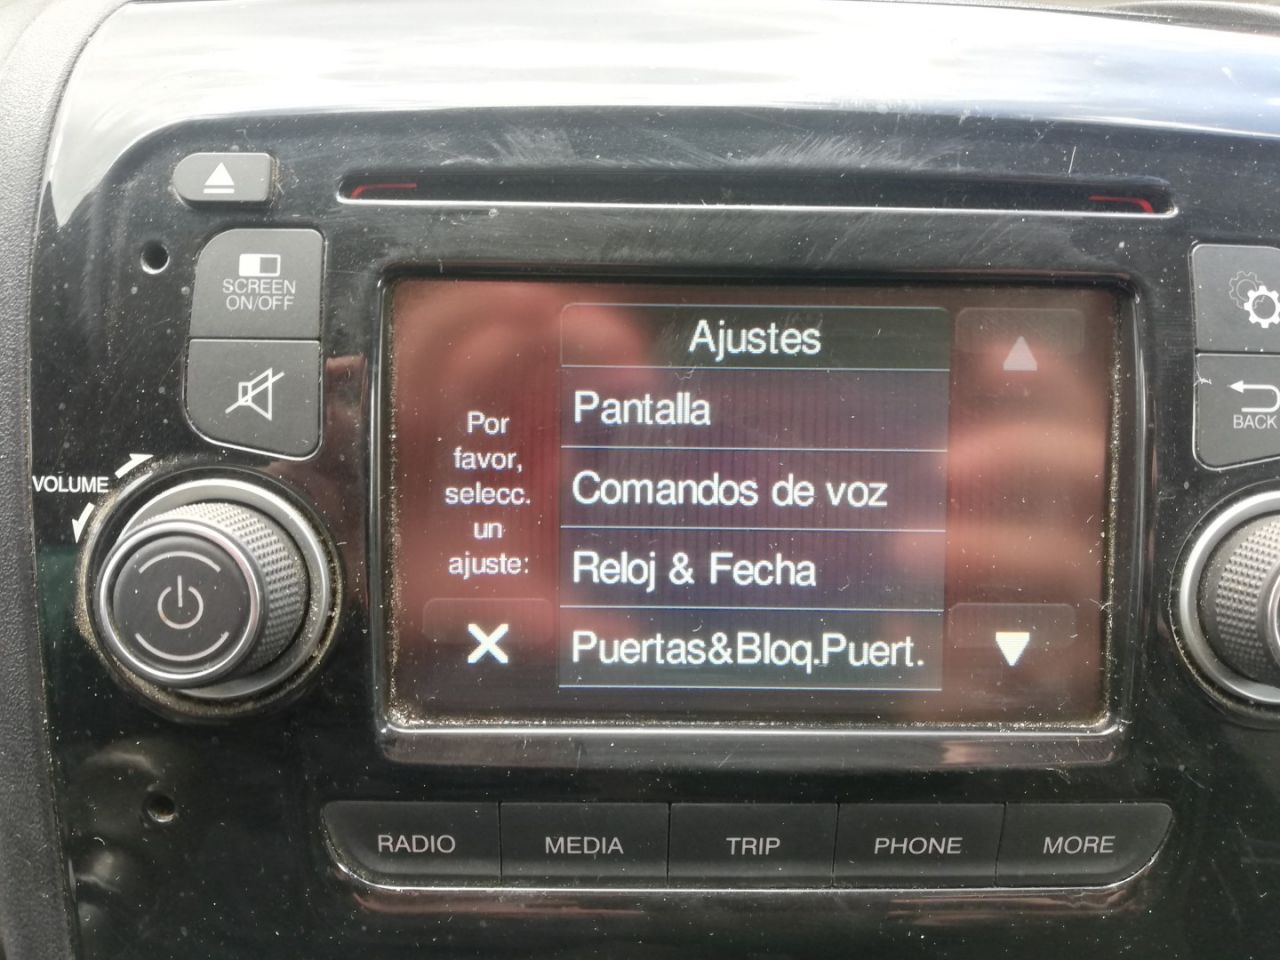 SCREEN
ON/OFF
VOLUME
Por
favor,
selecc.
un
ajuste:
Ajustes
Pantalla
Comandos de voz
Reloj & Fecha
Puertas&Bloq.Puert.
BACK
RADIO
MEDIA
TRIP
PHONE
MORE